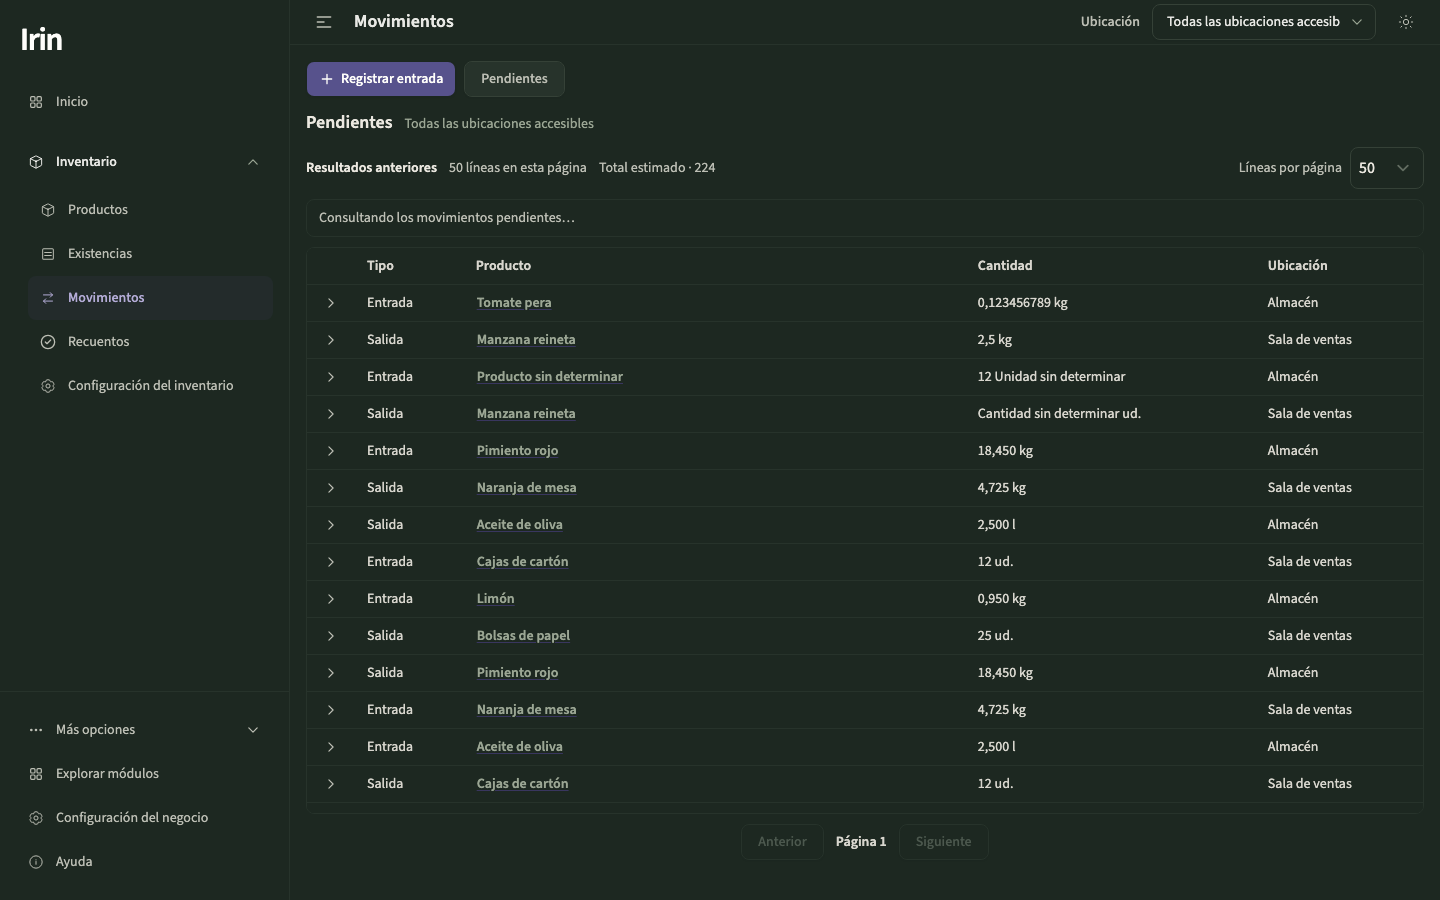 Irin
Inicio
Inventario
Productos
Existencias
Movimientos
Recuentos
Configuración del inventario
Más opciones
Explorar módulos
Configuración del negocio
Ayuda
Movimientos
Ubicación Todas las ubicaciones accesib
Registrar entrada Pendientes
Pendientes Todas las ubicaciones accesibles
Resultados anteriores 50 líneas en esta página Total estimado · 224 Líneas por página 50
Consultando los movimientos pendientes…
Tipo Producto Cantidad Ubicación
Entrada Tomate pera 0,123456789 kg Almacén
Salida Manzana reineta 2,5 kg Sala de ventas
Entrada Producto sin determinar 12 Unidad sin determinar Almacén
Salida Manzana reineta Cantidad sin determinar ud. Sala de ventas
Entrada Pimiento rojo 18,450 kg Almacén
Salida Naranja de mesa 4,725 kg Sala de ventas
Salida Aceite de oliva 2,500 l Almacén
Entrada Cajas de cartón 12 ud. Sala de ventas
Entrada Limón 0,950 kg Almacén
Salida Bolsas de papel 25 ud. Sala de ventas
Salida Pimiento rojo 18,450 kg Almacén
Entrada Naranja de mesa 4,725 kg Sala de ventas
Entrada Aceite de oliva 2,500 l Almacén
Salida Cajas de cartón 12 ud. Sala de ventas
Anterior Página 1 Siguiente